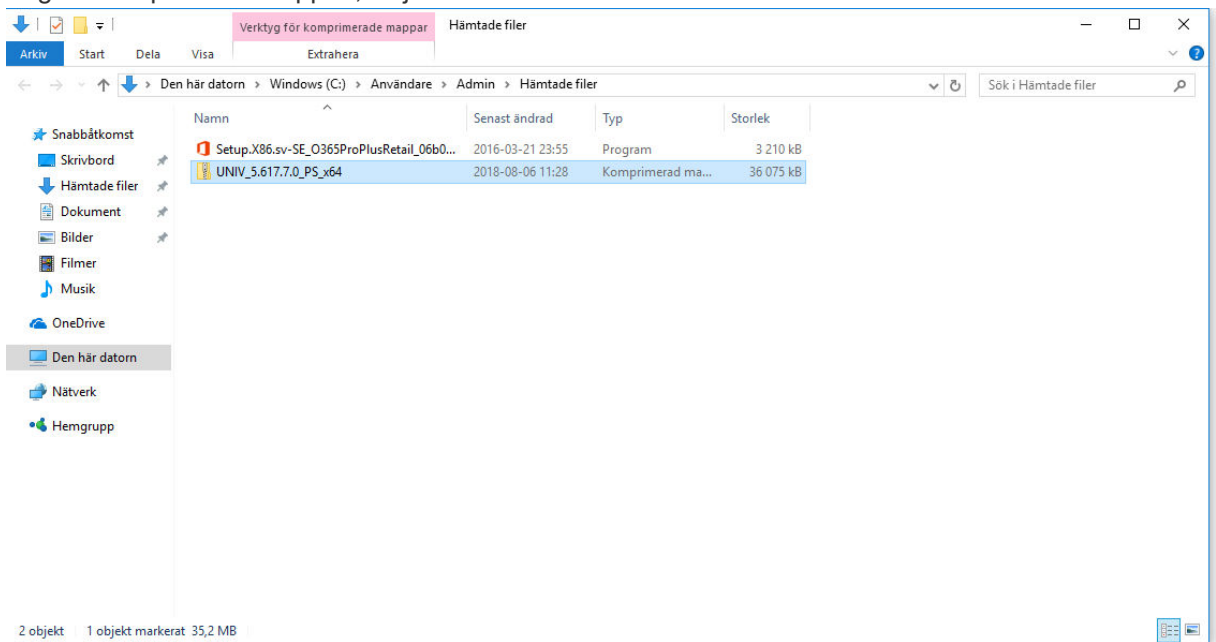 Verktyg för komprimerade mappar Hämtade filer
Arkiv Start Dela Visa Extrahera
Den här datorn > Windows (C:) > Användare > Admin > Hämtade filer Sök i Hämtade filer
Namn Senast ändrad Typ Storlek
Snabbåtkomst
Skrivbord
Hämtade filer
Dokument
Bilder
Filmer
Musik
OneDrive
Den här datorn
Nätverk
Hemgrupp
Setup.X86.sv-SE_O365ProPlusRetail_06b0... 2016-03-21 23:55 Program 3 210 kB
UNIV_5.617.7.0_PS_x64 2018-08-06 11:28 Komprimerad ma... 36 075 kB
2 objekt 1 objekt markerat 35,2 MB